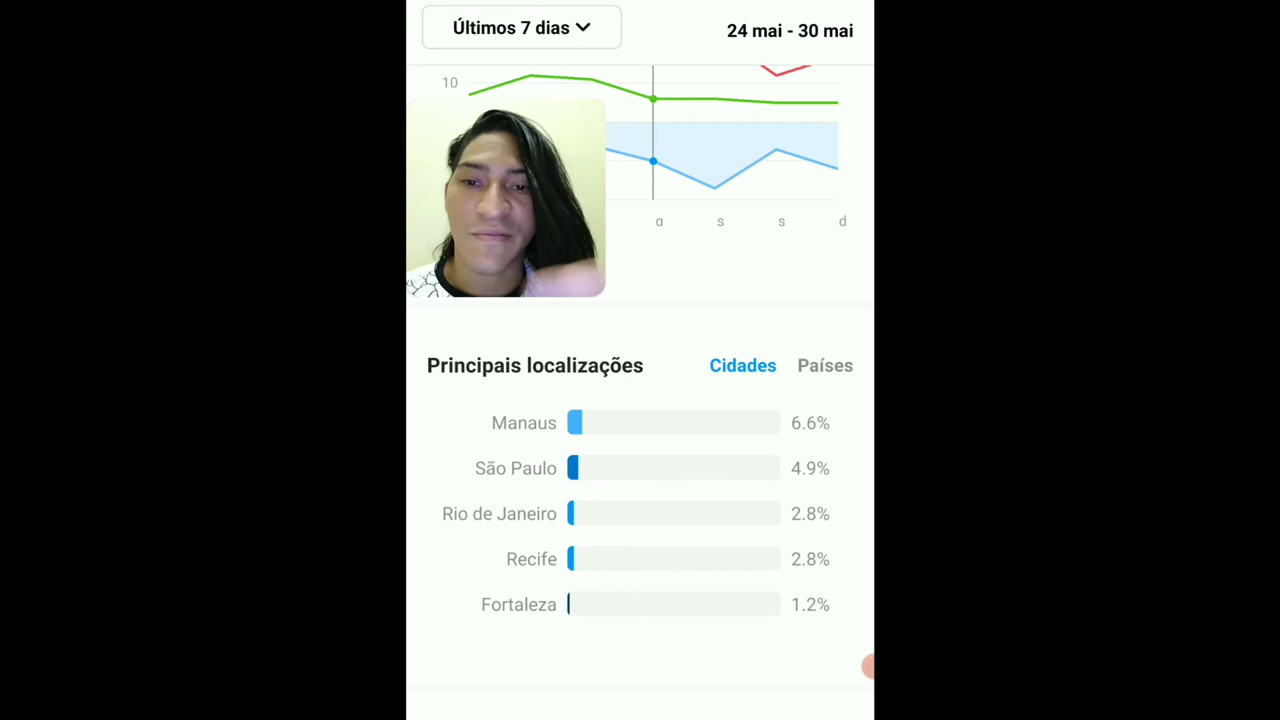 Últimos 7 dias
24 mai - 30 mai
10
a s s d
Principais localizações
Cidades Países
Manaus 6.6%
São Paulo 4.9%
Rio de Janeiro 2.8%
Recife 2.8%
Fortaleza 1.2%